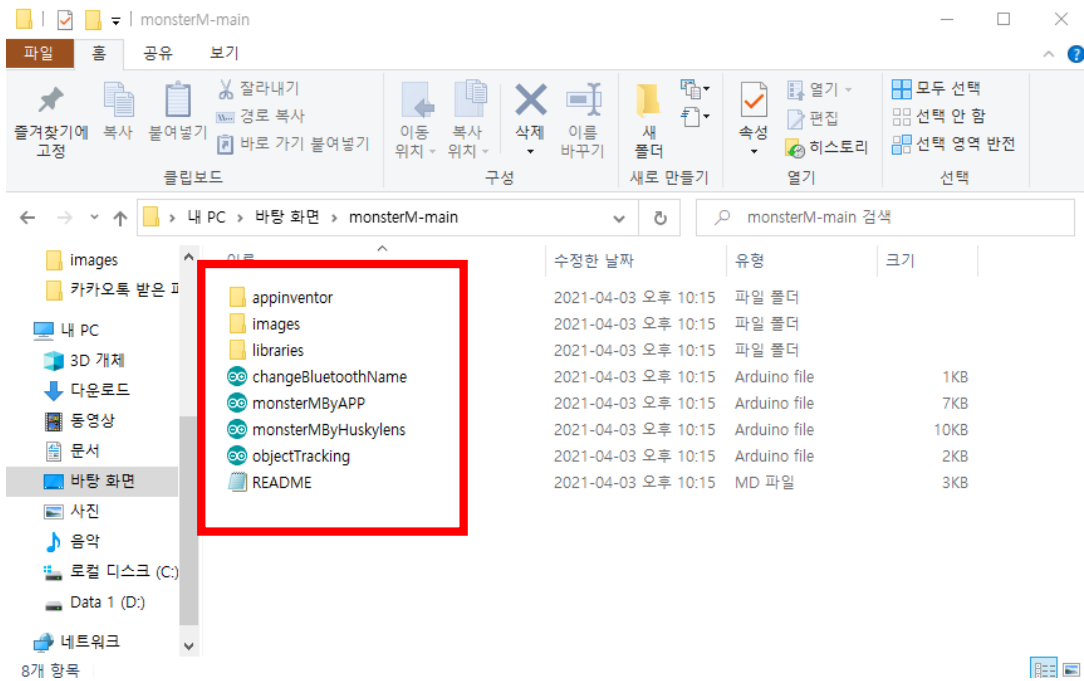 monsterM-main
파일 홈 공유 보기
즐겨찾기에 고정
복사
붙여넣기
잘라내기
경로 복사
바로 가기 붙여넣기
클립보드
이동 위치
복사 위치
삭제
이름 바꾸기
구성
새 폴더
새로 만들기
속성
열기
편집
히스토리
열기
모두 선택
선택 안 함
선택 영역 반전
선택
내 PC > 바탕 화면 > monsterM-main
monsterM-main 검색
images
카카오톡 받은
내 PC
3D 개체
다운로드
동영상
문서
바탕 화면
사진
음악
로컬 디스크 (C:)
Data 1 (D:)
네트워크
이름 수정한 날짜 유형 크기
appinventor 2021-04-03 오후 10:15 파일 폴더
images 2021-04-03 오후 10:15 파일 폴더
libraries 2021-04-03 오후 10:15 파일 폴더
changeBluetoothName 2021-04-03 오후 10:15 Arduino file 1KB
monsterMByAPP 2021-04-03 오후 10:15 Arduino file 7KB
monsterMByHuskylens 2021-04-03 오후 10:15 Arduino file 10KB
objectTracking 2021-04-03 오후 10:15 Arduino file 2KB
README 2021-04-03 오후 10:15 MD 파일 3KB
8개 항목